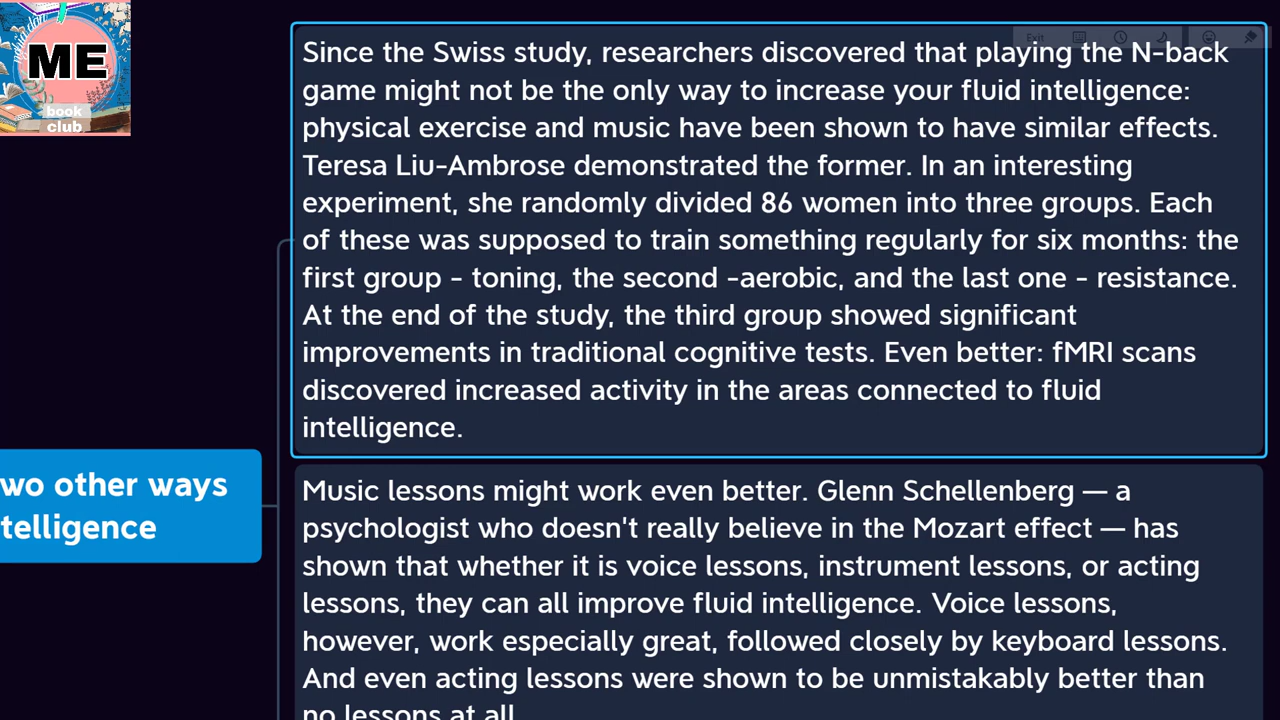 ME
book
club
Exit
Since the Swiss study, researchers discovered that playing the N-back
game might not be the only way to increase your fluid intelligence:
physical exercise and music have been shown to have similar effects.
Teresa Liu-Ambrose demonstrated the former. In an interesting
experiment, she randomly divided 86 women into three groups. Each
of these was supposed to train something regularly for six months: the
first group - toning, the second -aerobic, and the last one - resistance.
At the end of the study, the third group showed significant
improvements in traditional cognitive tests. Even better: fMRI scans
discovered increased activity in the areas connected to fluid
intelligence.
wo other ways
telligence
Music lessons might work even better. Glenn Schellenberg — a
psychologist who doesn't really believe in the Mozart effect — has
shown that whether it is voice lessons, instrument lessons, or acting
lessons, they can all improve fluid intelligence. Voice lessons,
however, work especially great, followed closely by keyboard lessons.
And even acting lessons were shown to be unmistakably better than
no lessons at all